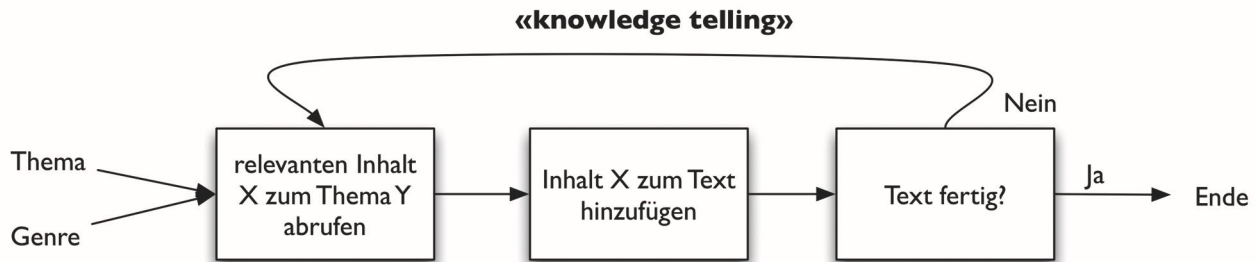 «knowledge telling»
Nein
Thema
Genre
relevanten Inhalt
X zum Thema Y
abrufen
Inhalt X zum Text
hinzufügen
Text fertig?
Ja
Ende